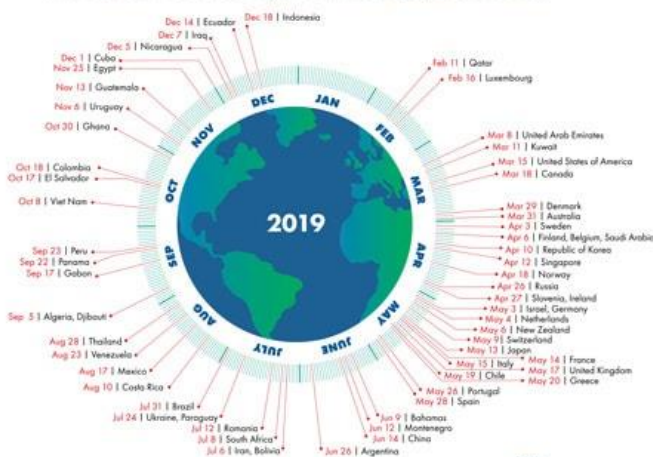 Dec 18 | Indonesia
Dec 14 | Ecuador
Dec 7 | Iraq
Dec 5 | Nicaragua
Dec 1 | Cuba
Nov 25 | Egypt
Nov 13 | Guatemala
Nov 6 | Uruguay
Oct 30 | Ghana
Oct 18 | Colombia
Oct 17 | El Salvador
Oct 8 | Viet Nam
Sep 23 | Peru
Sep 22 | Panama
Sep 17 | Gabon
Sep 5 | Algeria, Djibouti
Aug 28 | Thailand
Aug 23 | Venezuela
Aug 17 | Mexico
Aug 10 | Costa Rica
Jul 31 | Brazil
Jul 24 | Ukraine, Paraguay
Jul 12 | Romania
Jul 8 | South Africa
Jul 6 | Iran, Bolivia
JAN
FEB
MAR
APR
MAY
JUNE
JULY
AUG
SEP
OCT
NOV
DEC
2019
Feb 11 | Qatar
Feb 16 | Luxembourg
Mar 8 | United Arab Emirates
Mar 11 | Kuwait
Mar 15 | United States of America
Mar 18 | Canada
Mar 29 | Denmark
Mar 31 | Australia
Apr 3 | Sweden
Apr 6 | Finland, Belgium, Saudi Arabia
Apr 10 | Republic of Korea
Apr 12 | Singapore
Apr 18 | Norway
Apr 26 | Russia
Apr 27 | Slovenia, Ireland
May 3 | Israel, Germany
May 4 | Netherlands
May 6 | New Zealand
May 9 | Switzerland
May 13 | Japan
May 14 | France
May 15 | Italy
May 17 | United Kingdom
May 19 | Chile
May 20 | Greece
May 26 | Portugal
May 28 | Spain
Jun 9 | Bahamas
Jun 12 | Montenegro
Jun 14 | China
Jun 26 | Argentina